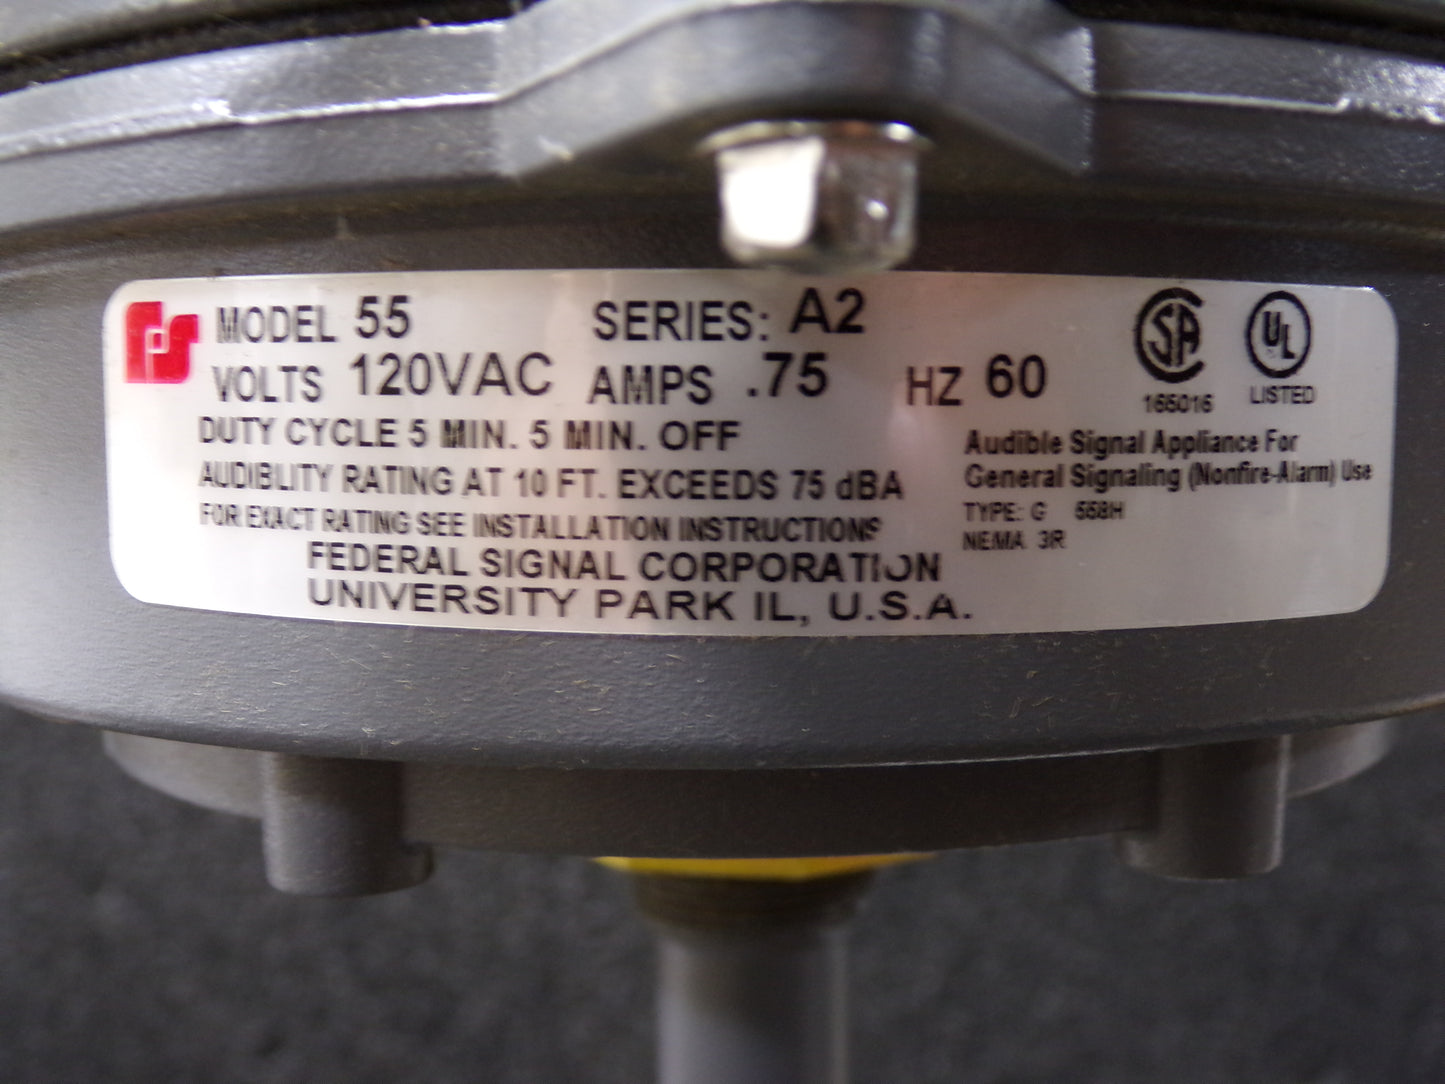 MODEL 55 SERIES: A2
VOLTS 120VAC AMPS .75 HZ 60
DUTY CYCLE 5 MIN. 5 MIN. OFF
AUDIBLITY RATING AT 10 FT. EXCEEDS 75 dBA
FOR EXACT RATING SEE INSTALLATION INSTRUCTIONS
FEDERAL SIGNAL CORPORATION
UNIVERSITY PARK IL, U.S.A.
SA
165016
UL
LISTED
Audible Signal Appliance For
General Signaling (Nonfire-Alarm) Use
TYPE: G 558H
NEMA 3R